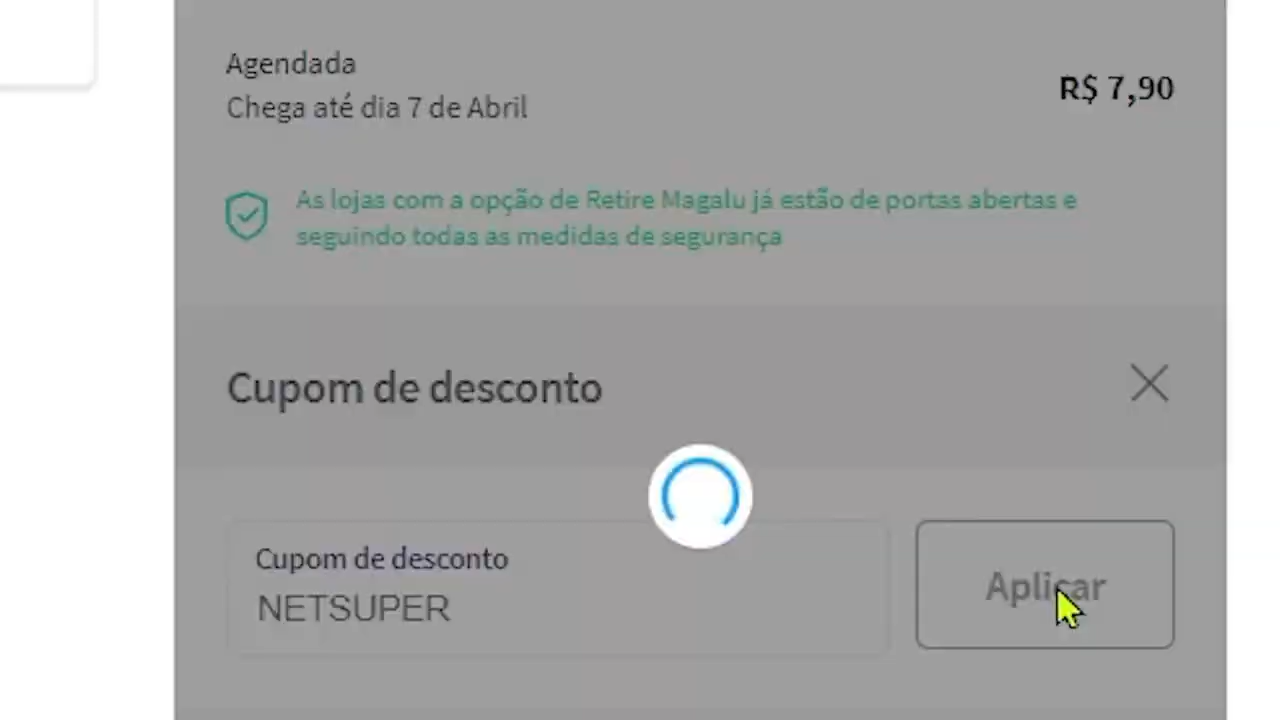 Agendada
Chega até dia 7 de Abril
R$ 7,90
As lojas com a opção de Retire Magalu já estão de portas abertas e
seguindo todas as medidas de segurança
Cupom de desconto
Cupom de desconto
NETSUPER
Aplicar